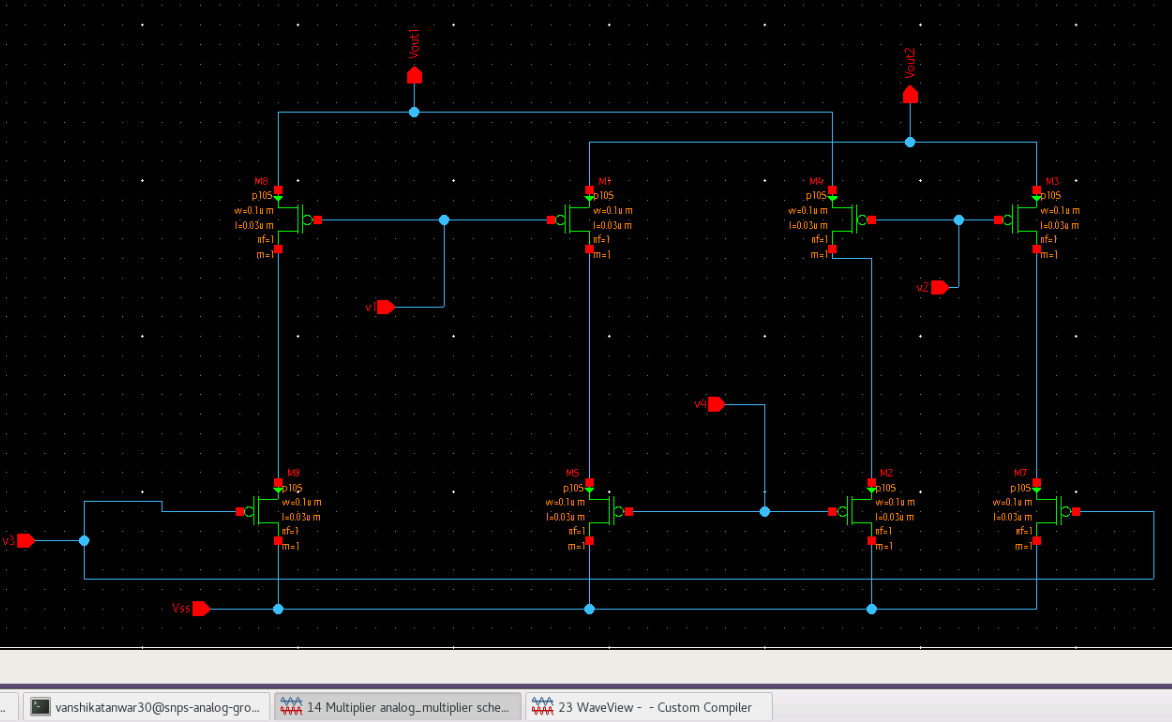 Vout1
Vout2
M6
p105
w=0.1u m
l=0.03u m
nf=1
m=1
p105
w=0.1u m
l=0.03u m
nf=1
m=1
M4
p105
w=0.1u m
l=0.03u m
nf=1
m=1
M3
p105
w=0.1u m
l=0.03u m
nf=1
m=1
v1
v2
v4
p105
w=0.1u m
l=0.03u m
nf=1
m=1
M5
p105
w=0.1u m
l=0.03u m
nf=1
m=1
M2
p105
w=0.1u m
l=0.03u m
nf=1
m=1
M7
p105
w=0.1u m
l=0.03u m
nf=1
m=1
v3
Vss
...
vanshikatanwar30@snps-analog-gro...
14 Multiplier analog_multiplier sche...
23 WaveView - - Custom Compiler